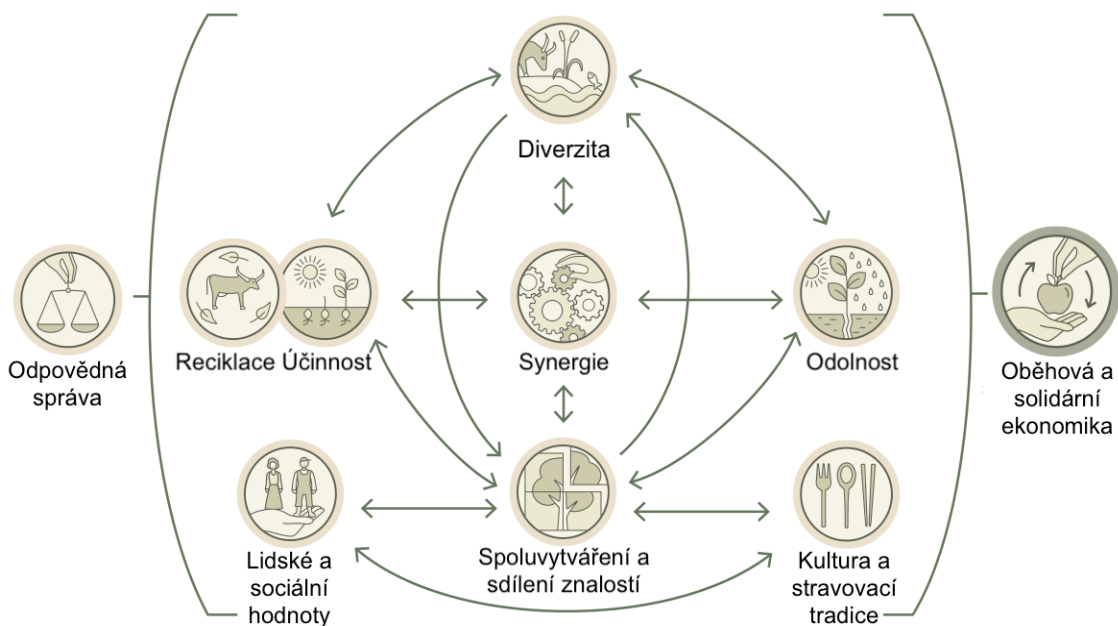 Diverzita
Odpovědná
správa
Reciklace Účinnost
Synergie
Odolnost
Oběhová a
solidární
ekonomika
Lidské a
sociální
hodnoty
Spoluvytváření a
sdílení znalostí
Kultura a
stravovací
tradice